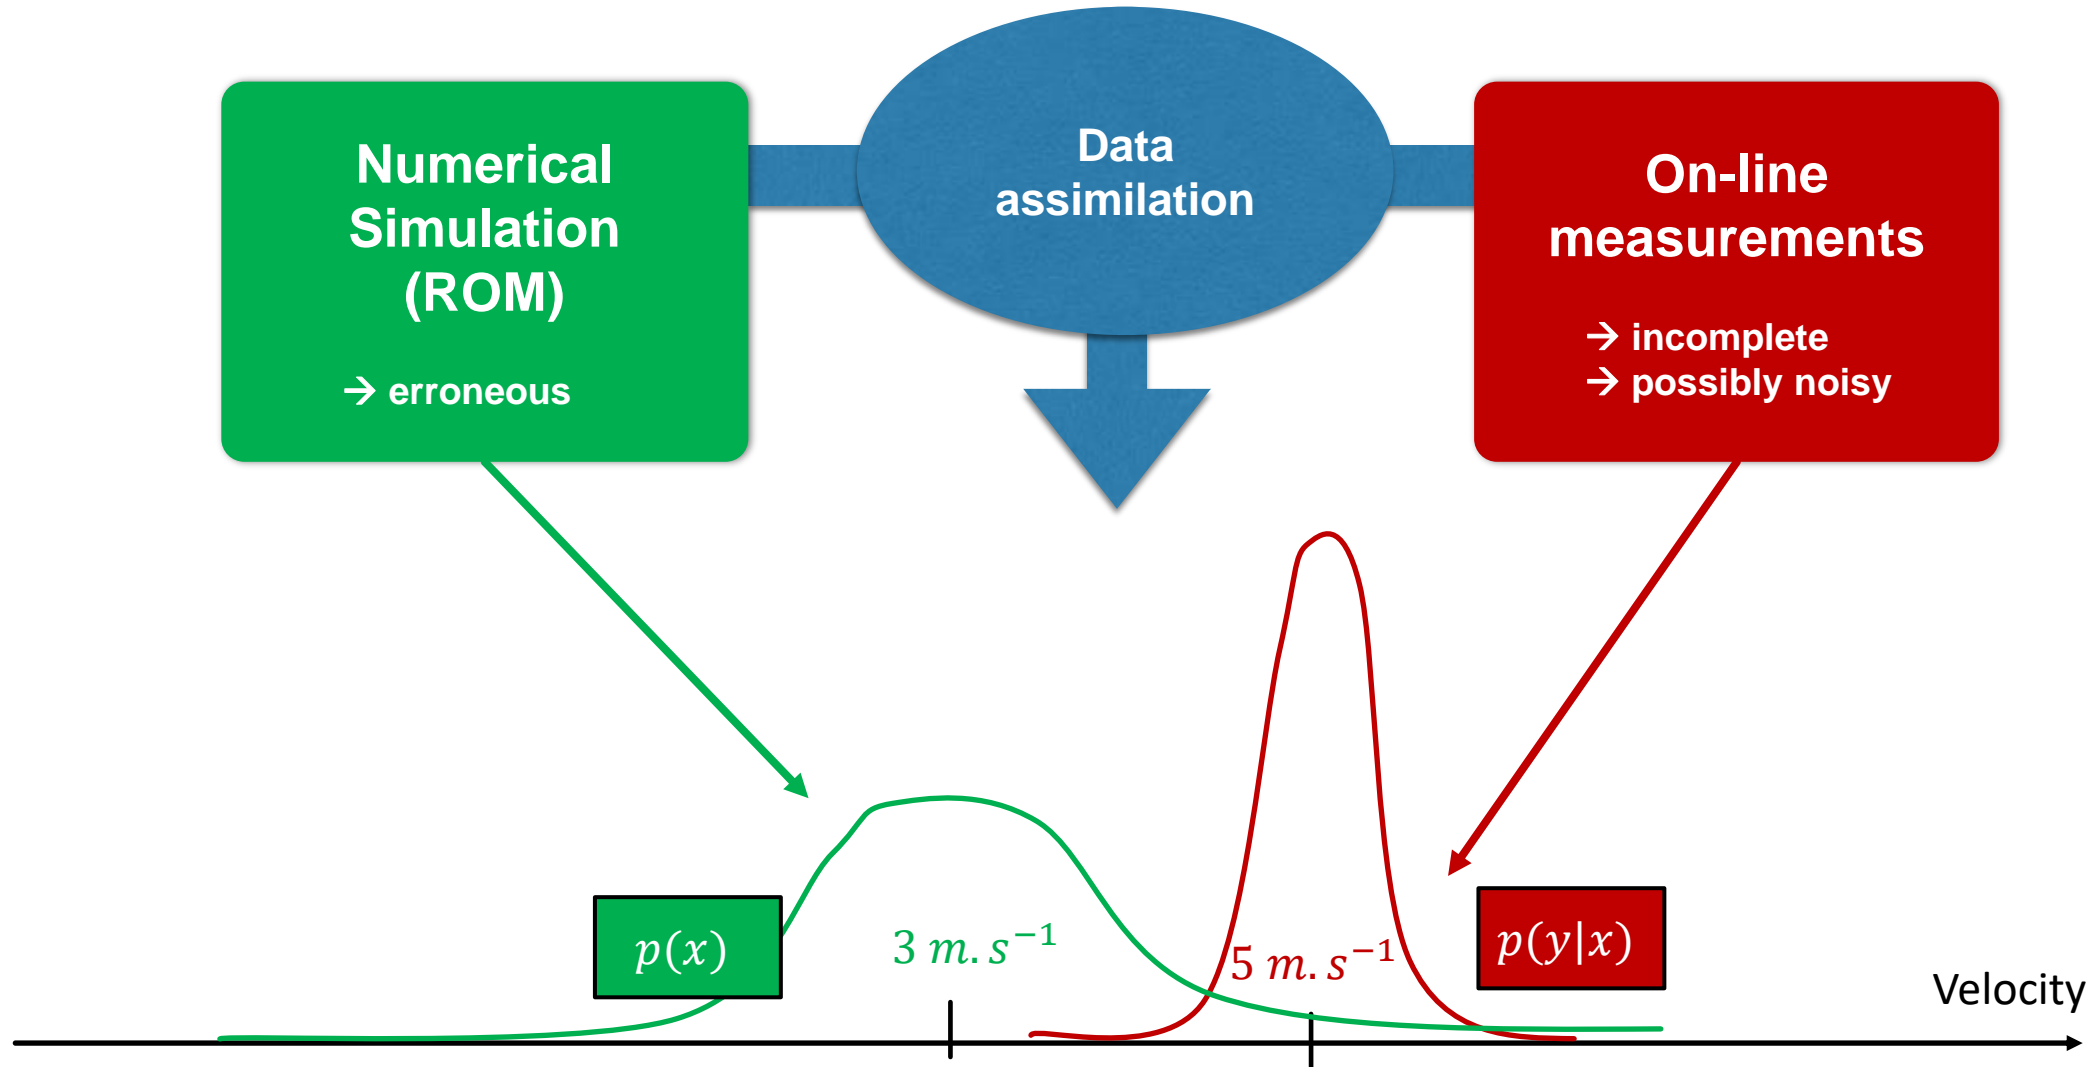 Numerical
Simulation
(ROM)
→ erroneous
Data
assimilation
On-line
measurements
→ incomplete
→ possibly noisy
p(x)
3 m.s⁻¹
5 m.s⁻¹
p(y|x)
Velocity